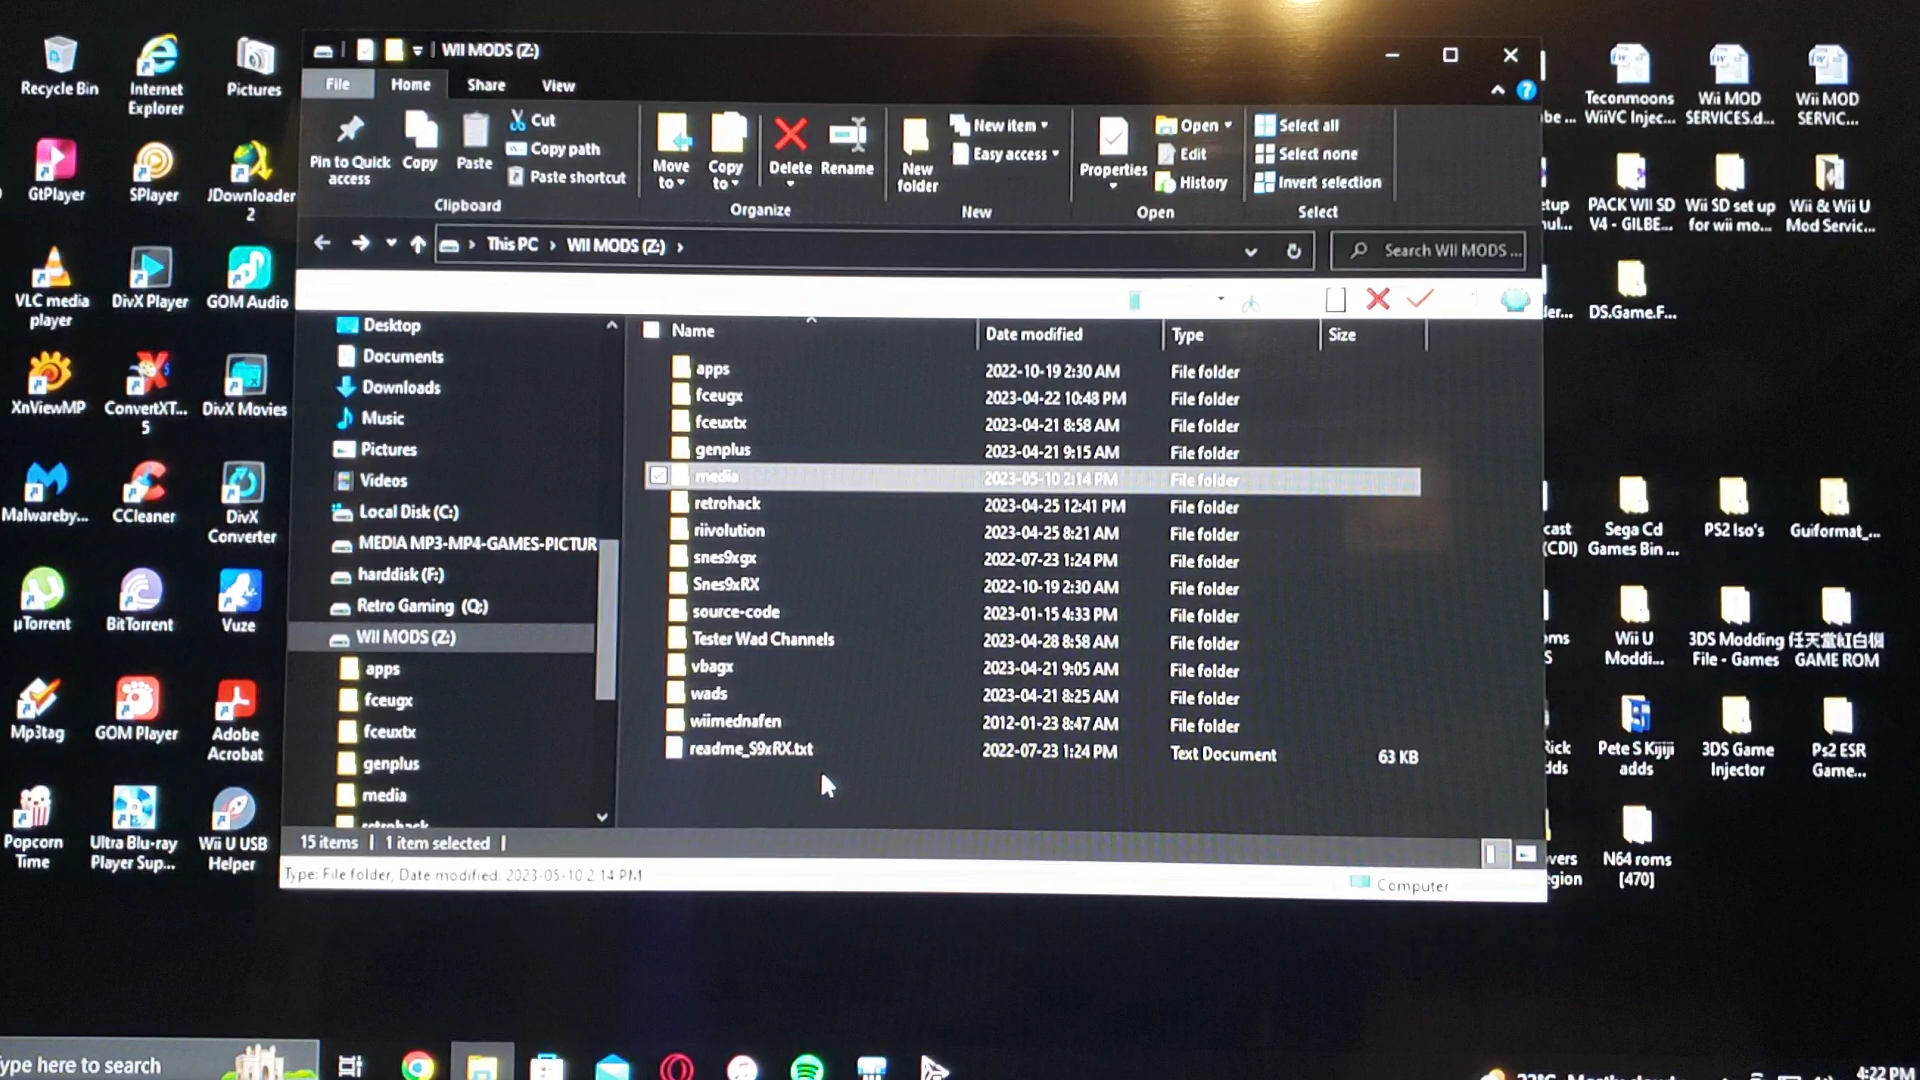 Recycle Bin
Internet
Explorer
Pictures
GtPlayer
SPlayer
JDownloader
2
VLC media
player
DivX Player
GOM Audio
XnViewMP
ConvertXT...
5
DivX Movies
Malwareby...
CCleaner
DivX
Converter
µTorrent
BitTorrent
Vuze
Mp3tag
GOM Player
Adobe
Acrobat
Popcorn
Time
Ultra Blu-ray
Player Sup...
Wii U USB
Helper
WII MODS (Z:)
File Home Share View
Pin to Quick
access
Copy
Paste
Cut
Copy path
Paste shortcut
Clipboard
Move
to
Copy
to
Delete
Rename
Organize
New
folder
New item
Easy access
New
Properties
Open
Edit
History
Open
Select all
Select none
Invert selection
Select
This PC > WII MODS (Z:) >
Search WII MODS ...
Desktop
Documents
Downloads
Music
Pictures
Videos
Local Disk (C:)
MEDIA MP3-MP4-GAMES-PICTUR
harddisk (F:)
Retro Gaming (Q:)
WII MODS (Z:)
apps
fceugx
fceuxtx
genplus
media
retrohack
Name Date modified Type Size
apps 2022-10-19 2:30 AM File folder
fceugx 2023-04-22 10:48 PM File folder
fceuxtx 2023-04-21 8:58 AM File folder
genplus 2023-04-21 9:15 AM File folder
media 2023-05-10 2:14 PM File folder
retrohack 2023-04-25 12:41 PM File folder
riivolution 2023-04-25 8:21 AM File folder
snes9xgx 2022-07-23 1:24 PM File folder
Snes9xRX 2022-10-19 2:30 AM File folder
source-code 2023-01-15 4:33 PM File folder
Tester Wad Channels 2023-04-28 8:58 AM File folder
vbagx 2023-04-21 9:05 AM File folder
wads 2023-04-21 8:25 AM File folder
wiimednafen 2012-01-23 8:47 AM File folder
readme_S9xRX.txt 2022-07-23 1:24 PM Text Document 63 KB
15 items | 1 item selected |
Type: File folder, Date modified: 2023-05-10 2:14 PM
Computer
Teconmoons
WiiVC Injec...
Wii MOD
SERVICES.d...
Wii MOD
SERVIC...
PACK WII SD
V4 - GILBE...
Wii SD set up
for wii mo...
Wii & Wii U
Mod Servic...
DS.Game.F...
(CDI)
Sega Cd
Games Bin ...
PS2 Iso's
Guiformat_...
Wii U
Moddi...
3DS Modding
File - Games
任天堂紅白機
GAME ROM
Pete S Kijiji
adds
3DS Game
Injector
Ps2 ESR
Game...
N64 roms
[470]
ype here to search
4:22 PM